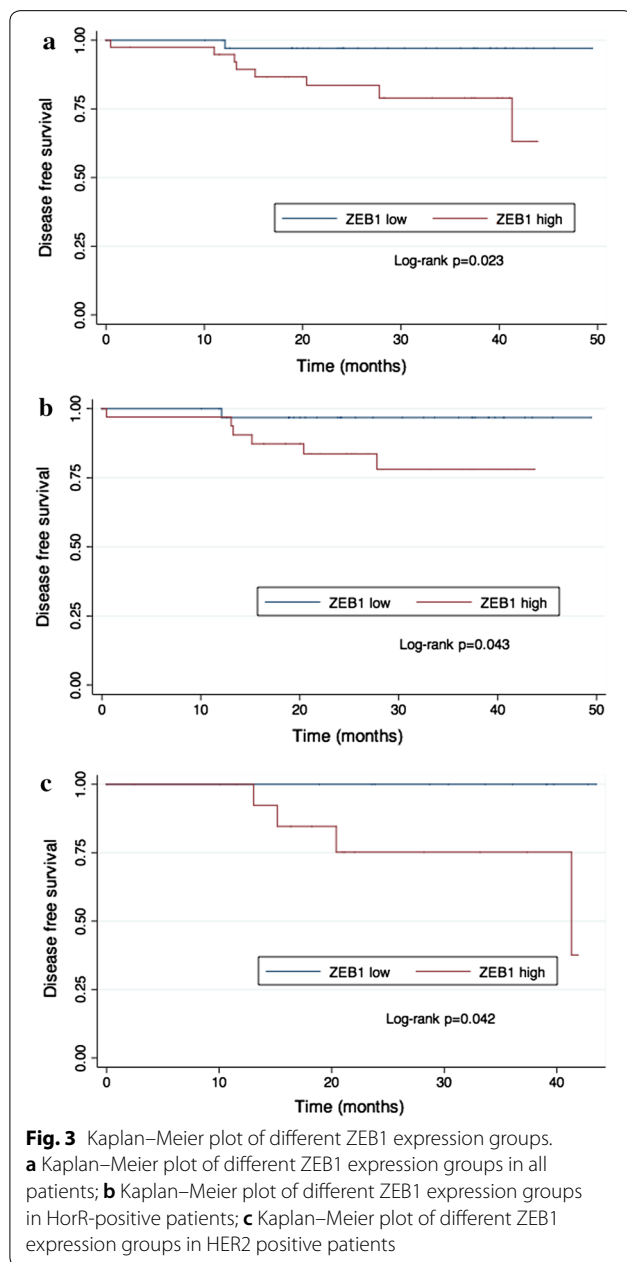 a
1.00
0.75
0.50
0.25
0.00
Disease free survival
ZEB1 low ZEB1 high
Log-rank p=0.023
0 10 20 30 40 50
Time (months)
b
1.00
0.75
0.50
0.25
0.00
Disease free survival
ZEB1 low ZEB1 high
Log-rank p=0.043
0 10 20 30 40 50
Time (months)
c
1.00
0.75
0.50
0.25
0.00
Disease free survival
ZEB1 low ZEB1 high
Log-rank p=0.042
0 10 20 30 40
Time (months)
Fig. 3 Kaplan–Meier plot of different ZEB1 expression groups.
a Kaplan–Meier plot of different ZEB1 expression groups in all
patients; b Kaplan–Meier plot of different ZEB1 expression groups
in HorR-positive patients; c Kaplan–Meier plot of different ZEB1
expression groups in HER2 positive patients